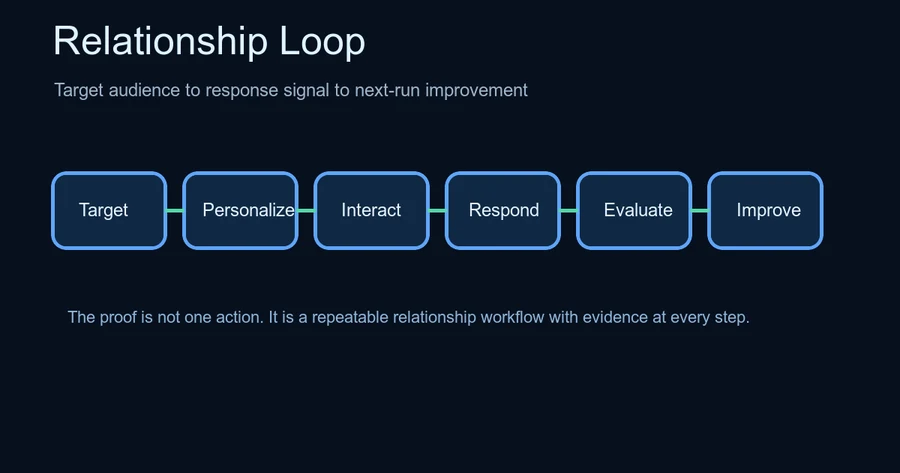 Relationship Loop
Target audience to response signal to next-run improvement
Target
Personalize
Interact
Respond
Evaluate
Improve
The proof is not one action. It is a repeatable relationship workflow with evidence at every step.